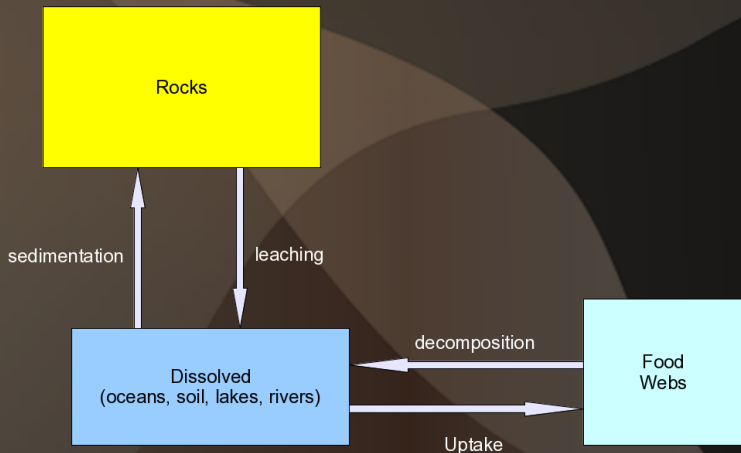 Rocks
sedimentation
leaching
decomposition
Dissolved
(oceans, soil, lakes, rivers)
Food
Webs
Uptake